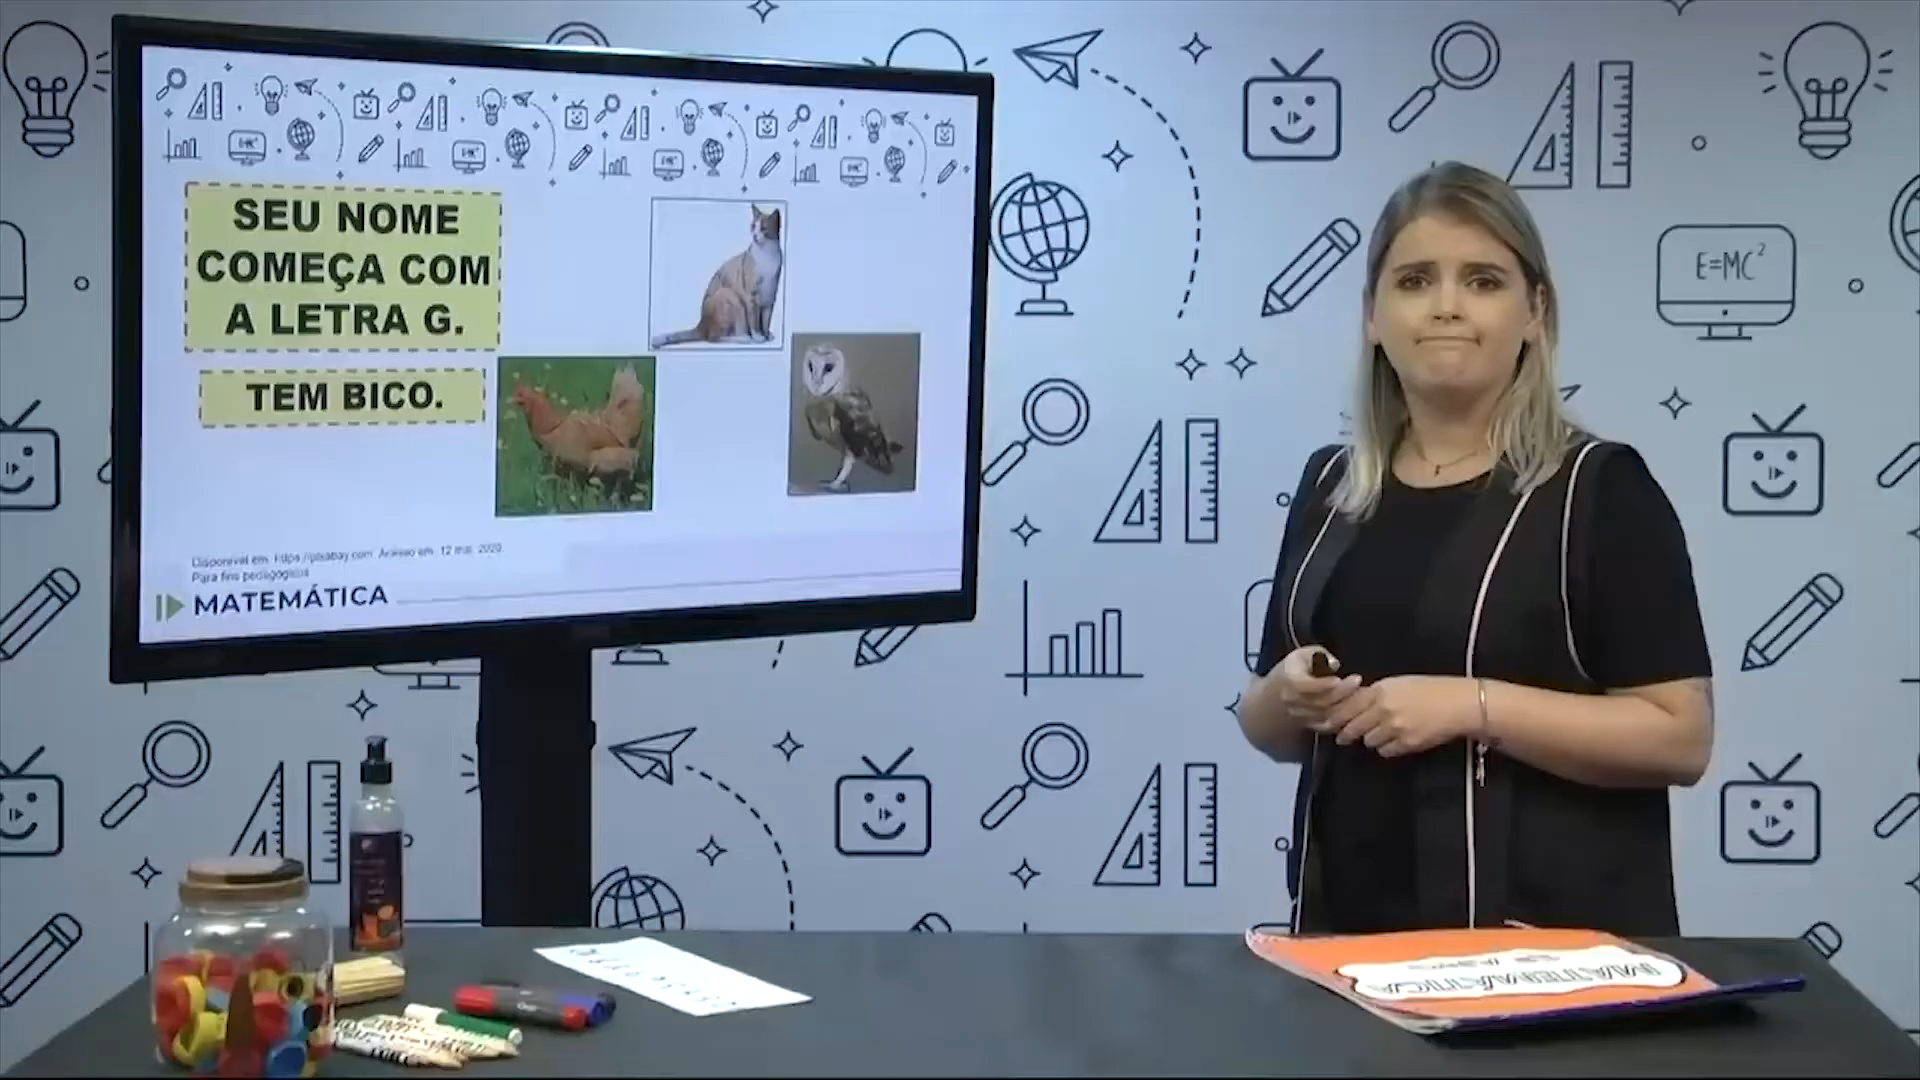 SEU NOME
COMEÇA COM
A LETRA G.
TEM BICO.
Disponível em: https://pixabay.com. Acesso em: 12 mai. 2020.
Para fins pedagógicos
MATEMÁTICA
E=MC²
MATEMÁTICA